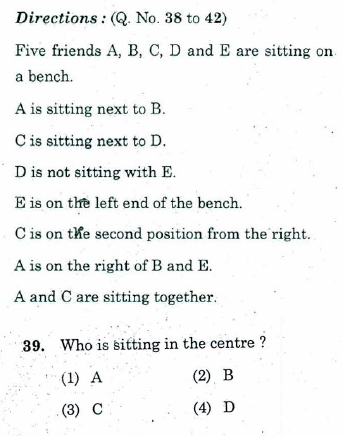 Directions : (Q. No. 38 to 42)
Five friends A, B, C, D and E are sitting on
a bench.
A is sitting next to B.
C is sitting next to D.
D is not sitting with E.
E is on the left end of the bench.
C is on the second position from the right.
A is on the right of B and E.
A and C are sitting together.
39. Who is sitting in the centre ?
(1) A (2) B
(3) C (4) D